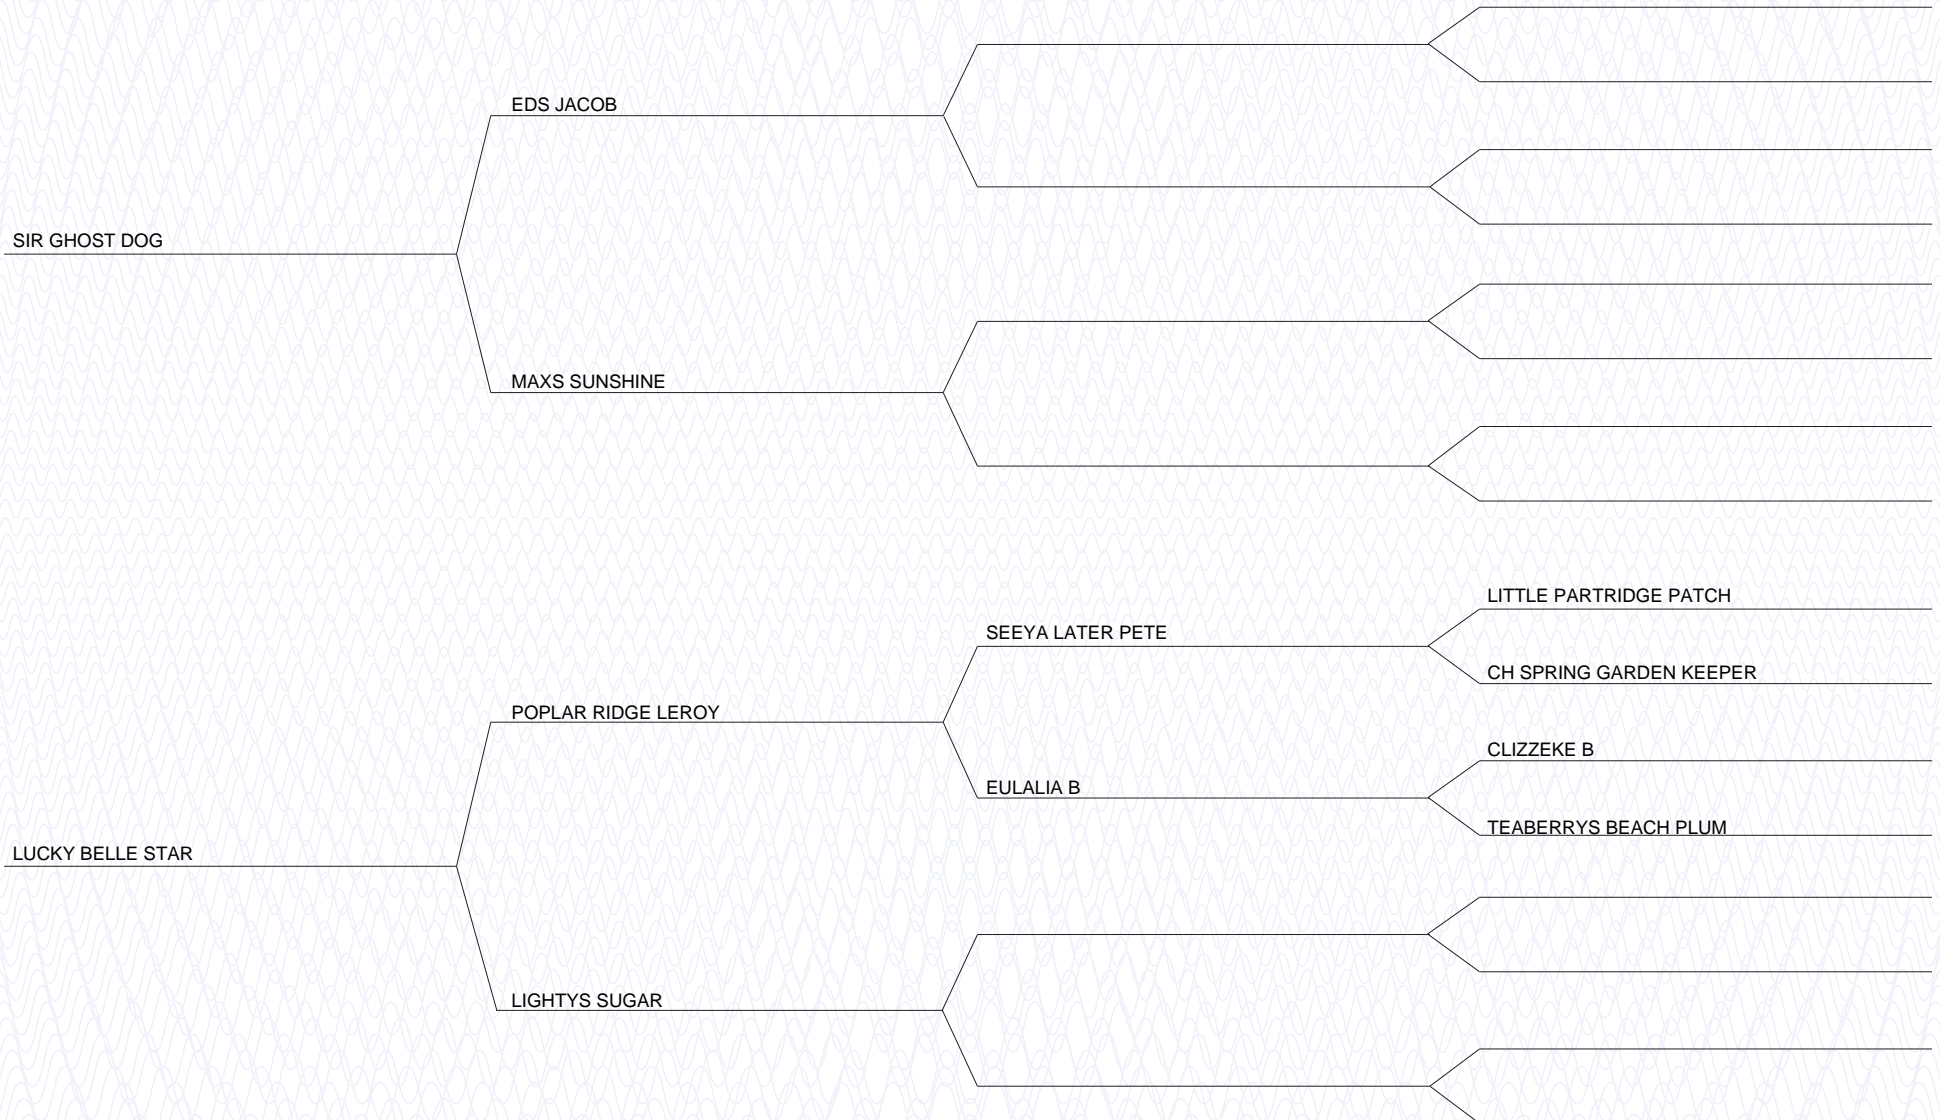 EDS JACOB
SIR GHOST DOG
MAXS SUNSHINE
LITTLE PARTRIDGE PATCH
SEEYA LATER PETE
CH SPRING GARDEN KEEPER
POPLAR RIDGE LEROY
CLIZZEKE B
EULALIA B
TEABERRYS BEACH PLUM
LUCKY BELLE STAR
LIGHTYS SUGAR